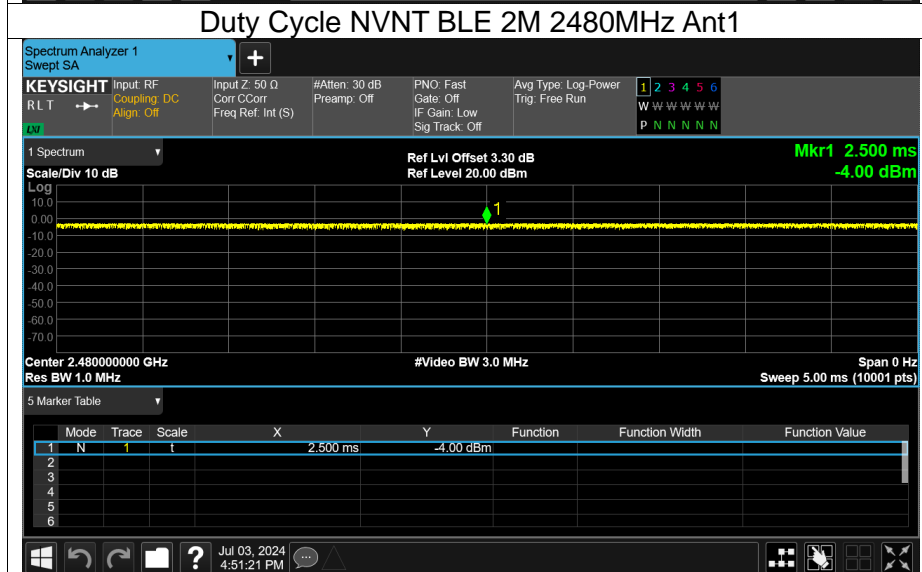 Duty Cycle NVNT BLE 2M 2480MHz Ant1
Spectrum Analyzer 1
Swept SA
+
KEYSIGHT
RLT
LXI
Input: RF
Coupling: DC
Align: Off
Input Z: 50 Ω
Corr CCorr
Freq Ref: Int (S)
#Atten: 30 dB
Preamp: Off
PNO: Fast
Gate: Off
IF Gain: Low
Sig Track: Off
Avg Type: Log-Power
Trig: Free Run
1 2 3 4 5 6
W W W W W W
P N N N N N
1 Spectrum
Scale/Div 10 dB
Ref Lvl Offset 3.30 dB
Ref Level 20.00 dBm
Mkr1 2.500 ms
-4.00 dBm
Log
10.0
0.00
-10.0
-20.0
-30.0
-40.0
-50.0
-60.0
-70.0
1
Center 2.480000000 GHz
Res BW 1.0 MHz
#Video BW 3.0 MHz
Span 0 Hz
Sweep 5.00 ms (10001 pts)
5 Marker Table
Mode Trace Scale X Y Function Function Width Function Value
1 N 1 t 2.500 ms -4.00 dBm
2
3
4
5
6
?
Jul 03, 2024
4:51:21 PM